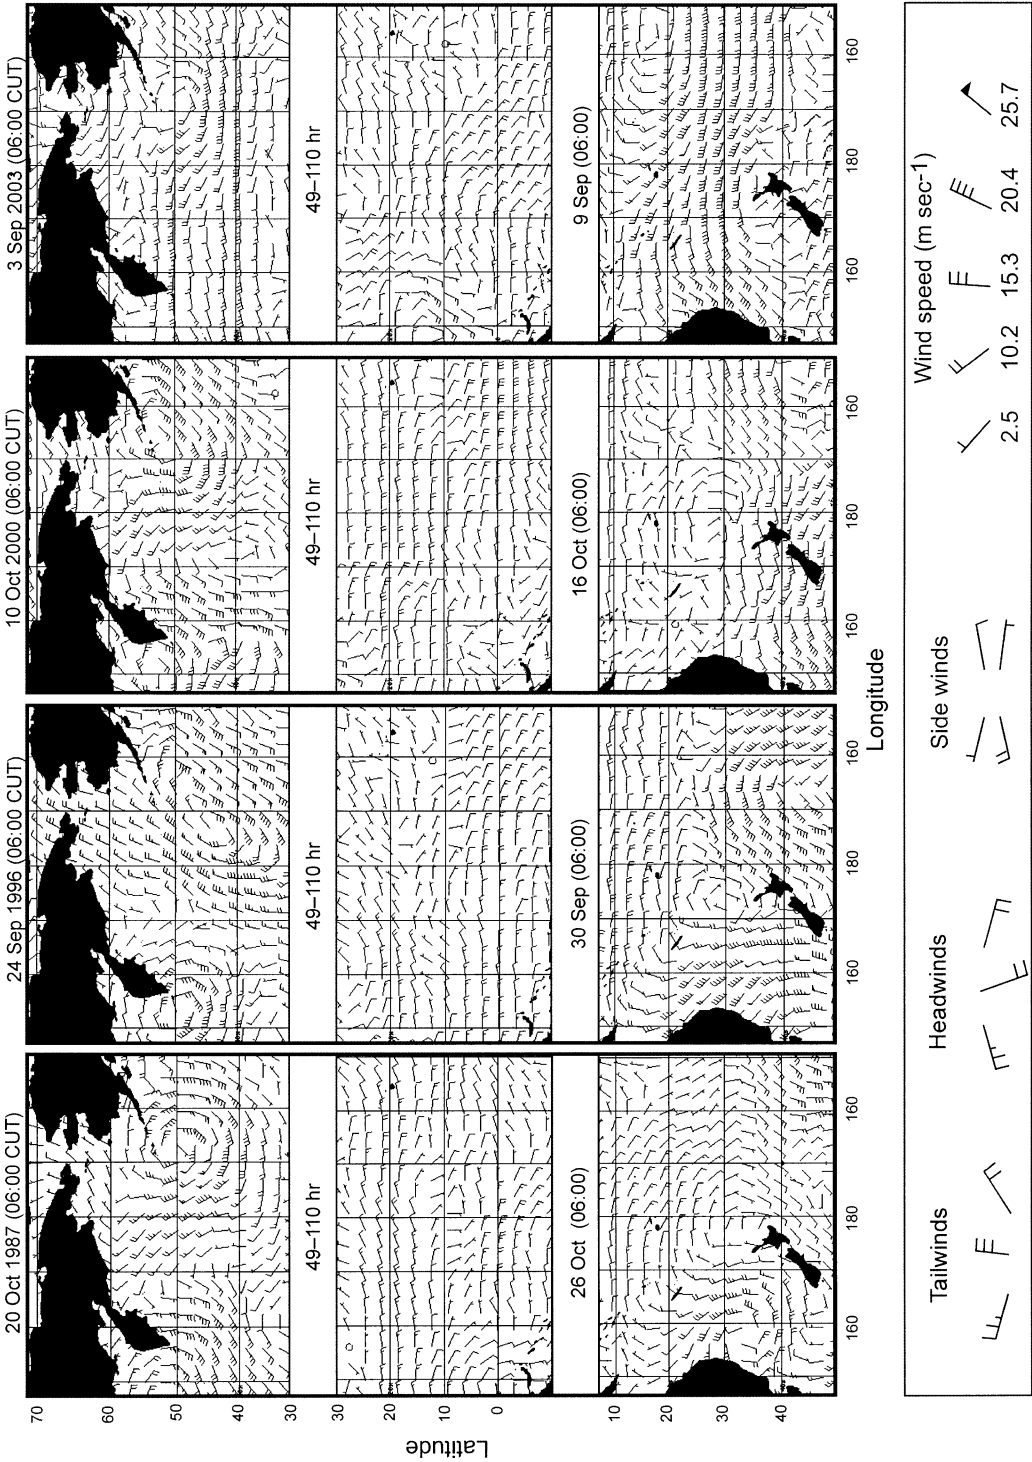 20 Oct 1987 (06:00 CUT)
24 Sep 1996 (06:00 CUT)
10 Oct 2000 (06:00 CUT)
3 Sep 2003 (06:00 CUT)
70
60
50
40
30
49–110 hr
49–110 hr
49–110 hr
49–110 hr
30
20
10
0
26 Oct (06:00)
30 Sep (06:00)
16 Oct (06:00)
9 Sep (06:00)
10
20
30
40
Latitude
160 180 160
160 180 160
160 180 160
160 180 160
Longitude
Tailwinds
Headwinds
Side winds
Wind speed (m sec⁻¹)
2.5 10.2 15.3 20.4 25.7